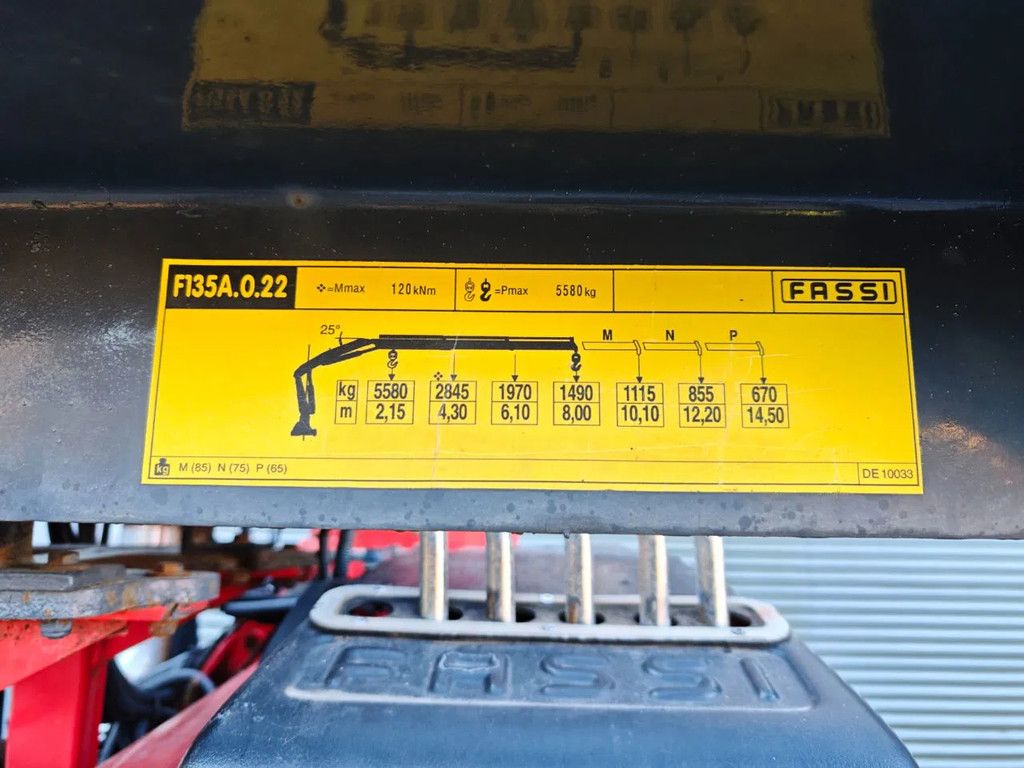 F135A.0.22 ❖=Mmax 120 kNm =Pmax 5580 kg FASSI
25° M N P
kg 5580 ❖ 2845 1970 1490 1115 855 670
m 2,15 4,30 6,10 8,00 10,10 12,20 14,50
kg M (85) N (75) P (65) DE 10033
FASSI